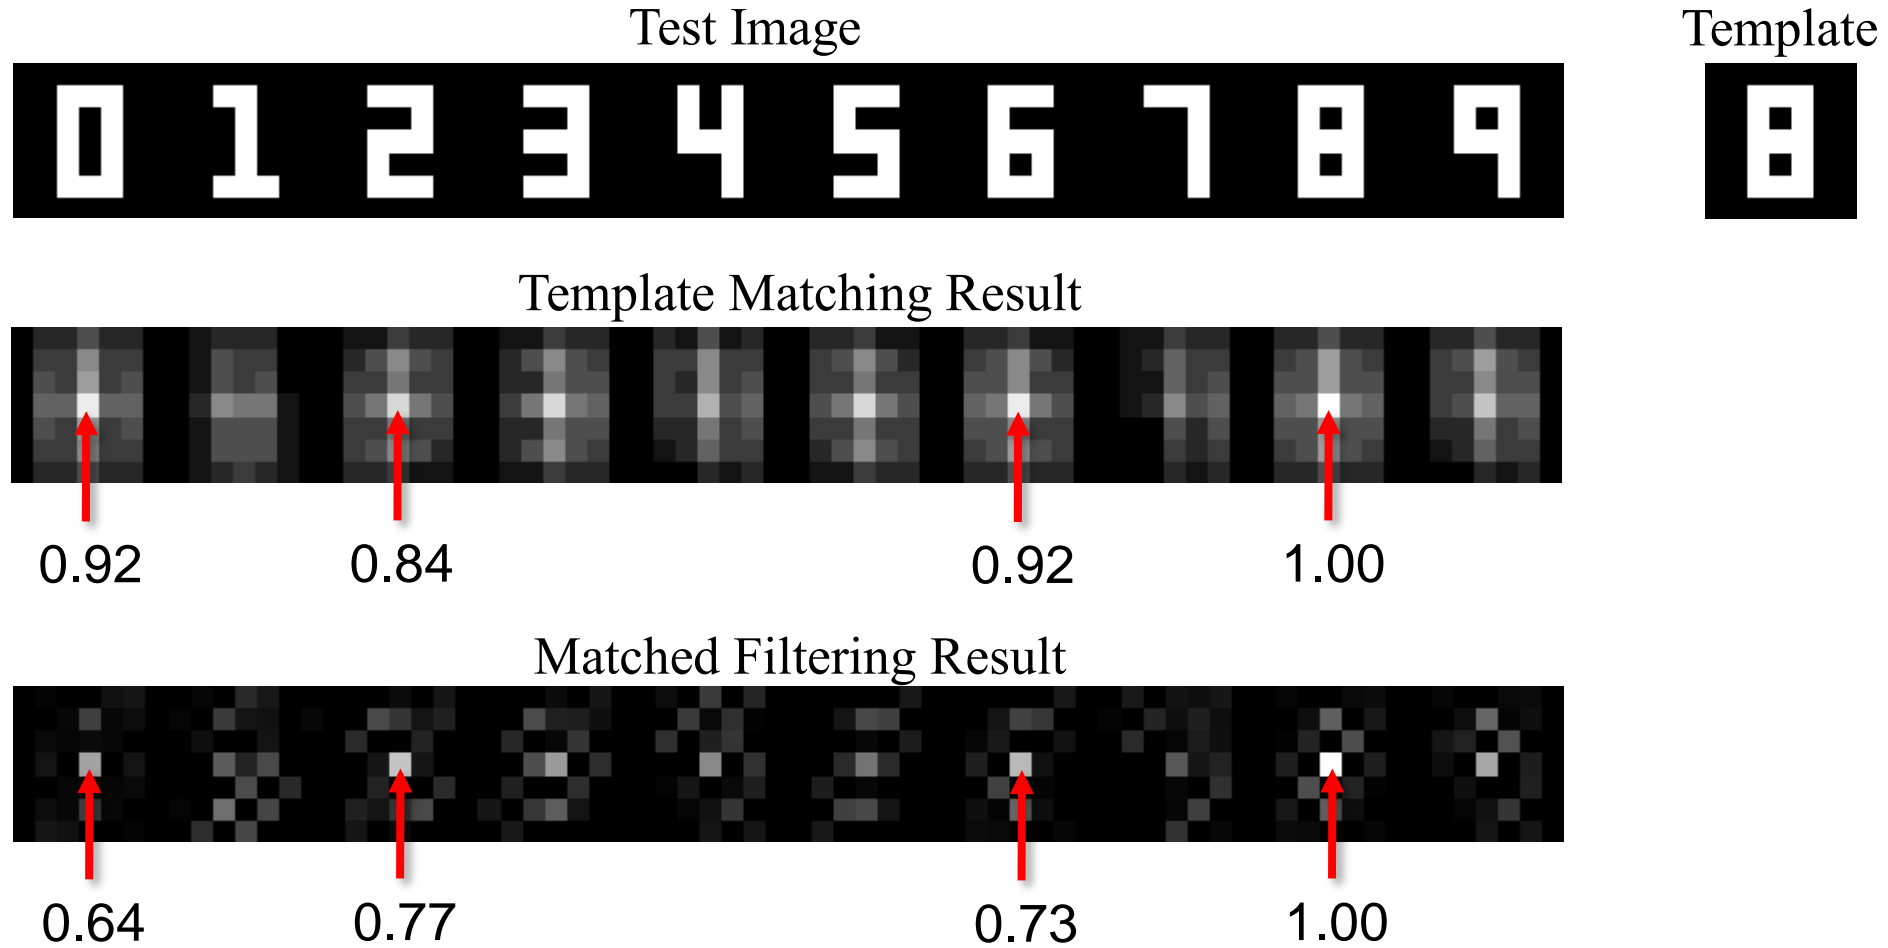 Test Image
Template
0 1 2 3 4 5 6 7 8 9
8
Template Matching Result
0.92 0.84 0.92 1.00
Matched Filtering Result
0.64 0.77 0.73 1.00